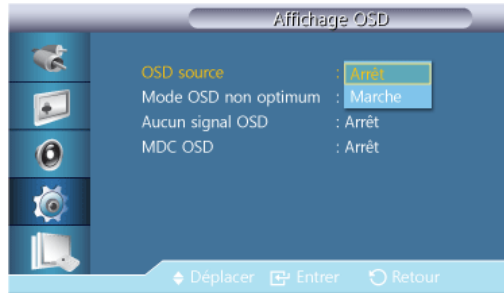 Affichage OSD
OSD source : Arrêt
Mode OSD non optimum : Marche
Aucun signal OSD : Arrêt
MDC OSD : Arrêt
Déplacer Entrer Retour